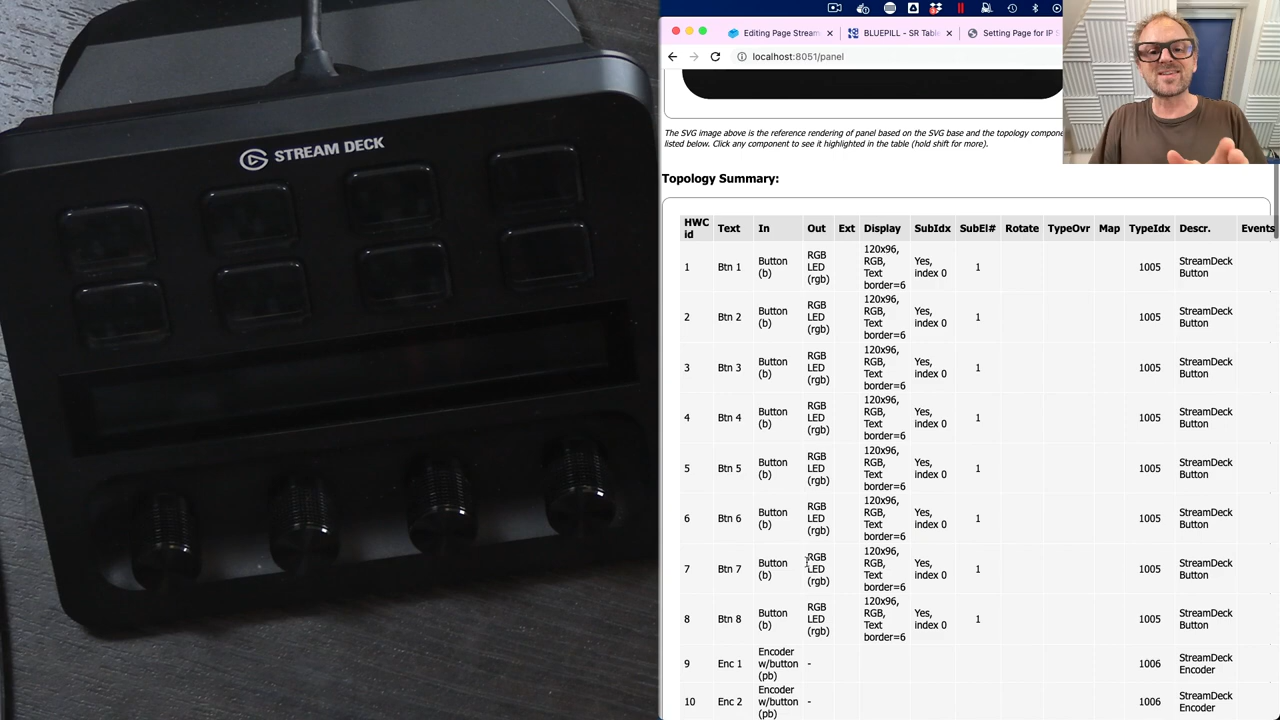 STREAM DECK
Editing Page Stream
BLUEPILL - SR Table
Setting Page for IP S
localhost:8051/panel
The SVG image above is the reference rendering of panel based on the SVG base and the topology compone
listed below. Click any component to see it highlighted in the table (hold shift for more).
Topology Summary:
HWC id Text In Out Ext Display SubIdx SubEl# Rotate TypeOvr Map TypeIdx Descr. Events
1 Btn 1 Button (b) RGB LED (rgb) 120x96, RGB, Text border=6 Yes, index 0 1 1005 StreamDeck Button
2 Btn 2 Button (b) RGB LED (rgb) 120x96, RGB, Text border=6 Yes, index 0 1 1005 StreamDeck Button
3 Btn 3 Button (b) RGB LED (rgb) 120x96, RGB, Text border=6 Yes, index 0 1 1005 StreamDeck Button
4 Btn 4 Button (b) RGB LED (rgb) 120x96, RGB, Text border=6 Yes, index 0 1 1005 StreamDeck Button
5 Btn 5 Button (b) RGB LED (rgb) 120x96, RGB, Text border=6 Yes, index 0 1 1005 StreamDeck Button
6 Btn 6 Button (b) RGB LED (rgb) 120x96, RGB, Text border=6 Yes, index 0 1 1005 StreamDeck Button
7 Btn 7 Button (b) RGB LED (rgb) 120x96, RGB, Text border=6 Yes, index 0 1 1005 StreamDeck Button
8 Btn 8 Button (b) RGB LED (rgb) 120x96, RGB, Text border=6 Yes, index 0 1 1005 StreamDeck Button
9 Enc 1 Encoder w/button (pb) - 1006 StreamDeck Encoder
10 Enc 2 Encoder w/button (pb) - 1006 StreamDeck Encoder